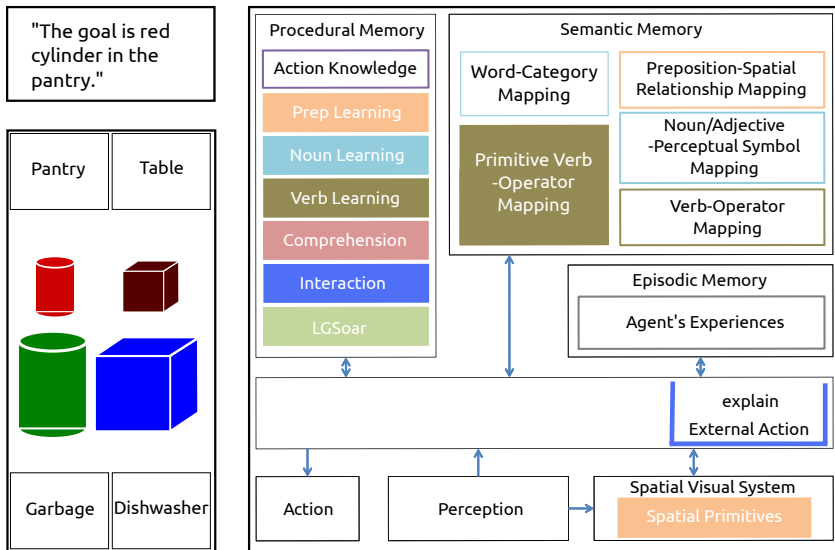 "The goal is red
cylinder in the
pantry."
Pantry
Table
Garbage
Dishwasher
Procedural Memory
Action Knowledge
Prep Learning
Noun Learning
Verb Learning
Comprehension
Interaction
LGSoar
Semantic Memory
Word-Category
Mapping
Primitive Verb
-Operator
Mapping
Preposition-Spatial
Relationship Mapping
Noun/Adjective
-Perceptual Symbol
Mapping
Verb-Operator
Mapping
Episodic Memory
Agent's Experiences
explain
External Action
Action
Perception
Spatial Visual System
Spatial Primitives